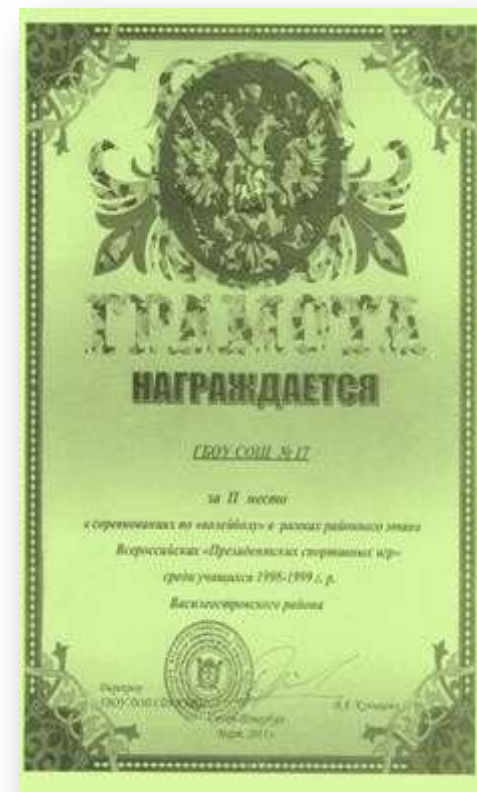 ГРАМОТА
НАГРАЖДАЕТСЯ
ГБОУ СОШ № 17
за II место
в соревнованиях по «волейболу» в рамках районного этапа
Всероссийских «Президентских спортивных игр»
среди учащихся 1998-1999 г. р.
Василеостровского района
Директор
Санкт-Петербург